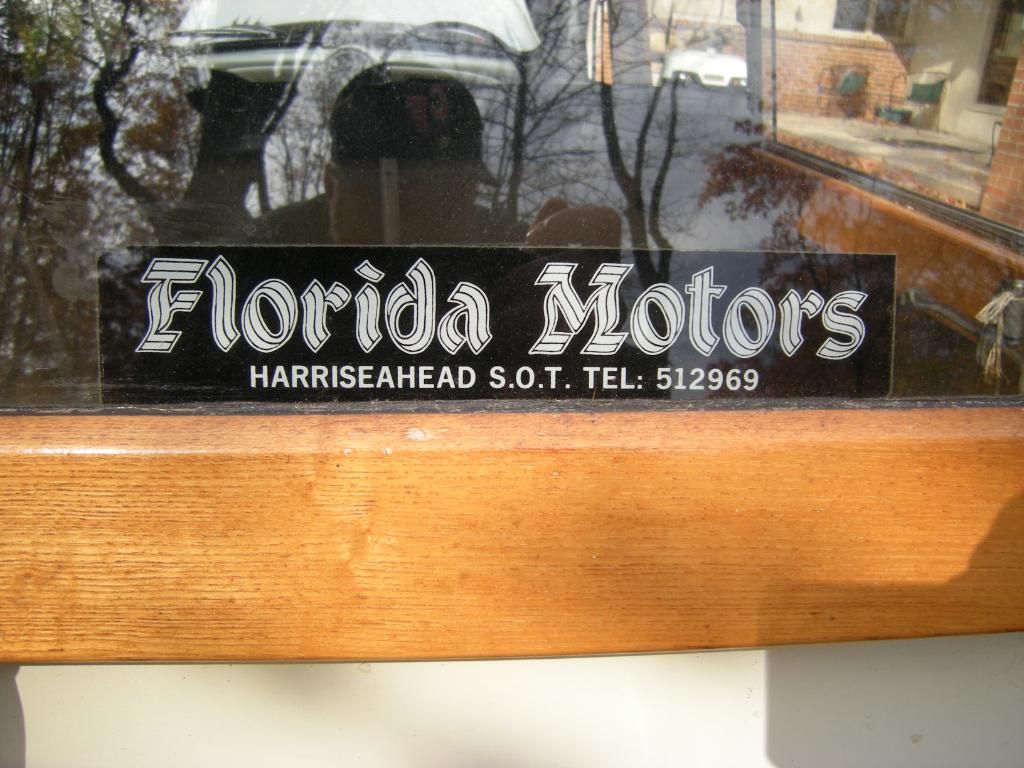 Florida Motors
HARRISEAHEAD S.O.T. TEL: 512969